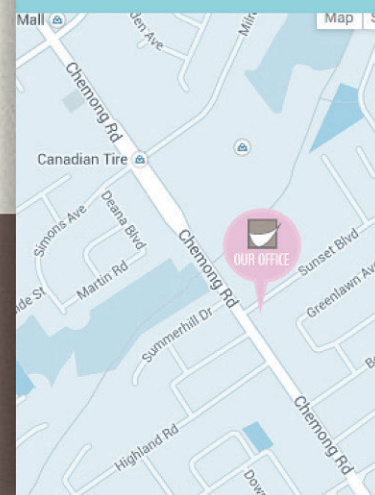 Mall
Map
Chemong Rd
Canadian Tire
Simons Ave
Deana Blvd
Martin Rd
Chemong Rd
OUR OFFICE
Sunset Blvd
Greenlawn Ave
Summerhill Dr
Highland Rd
Chemong Rd